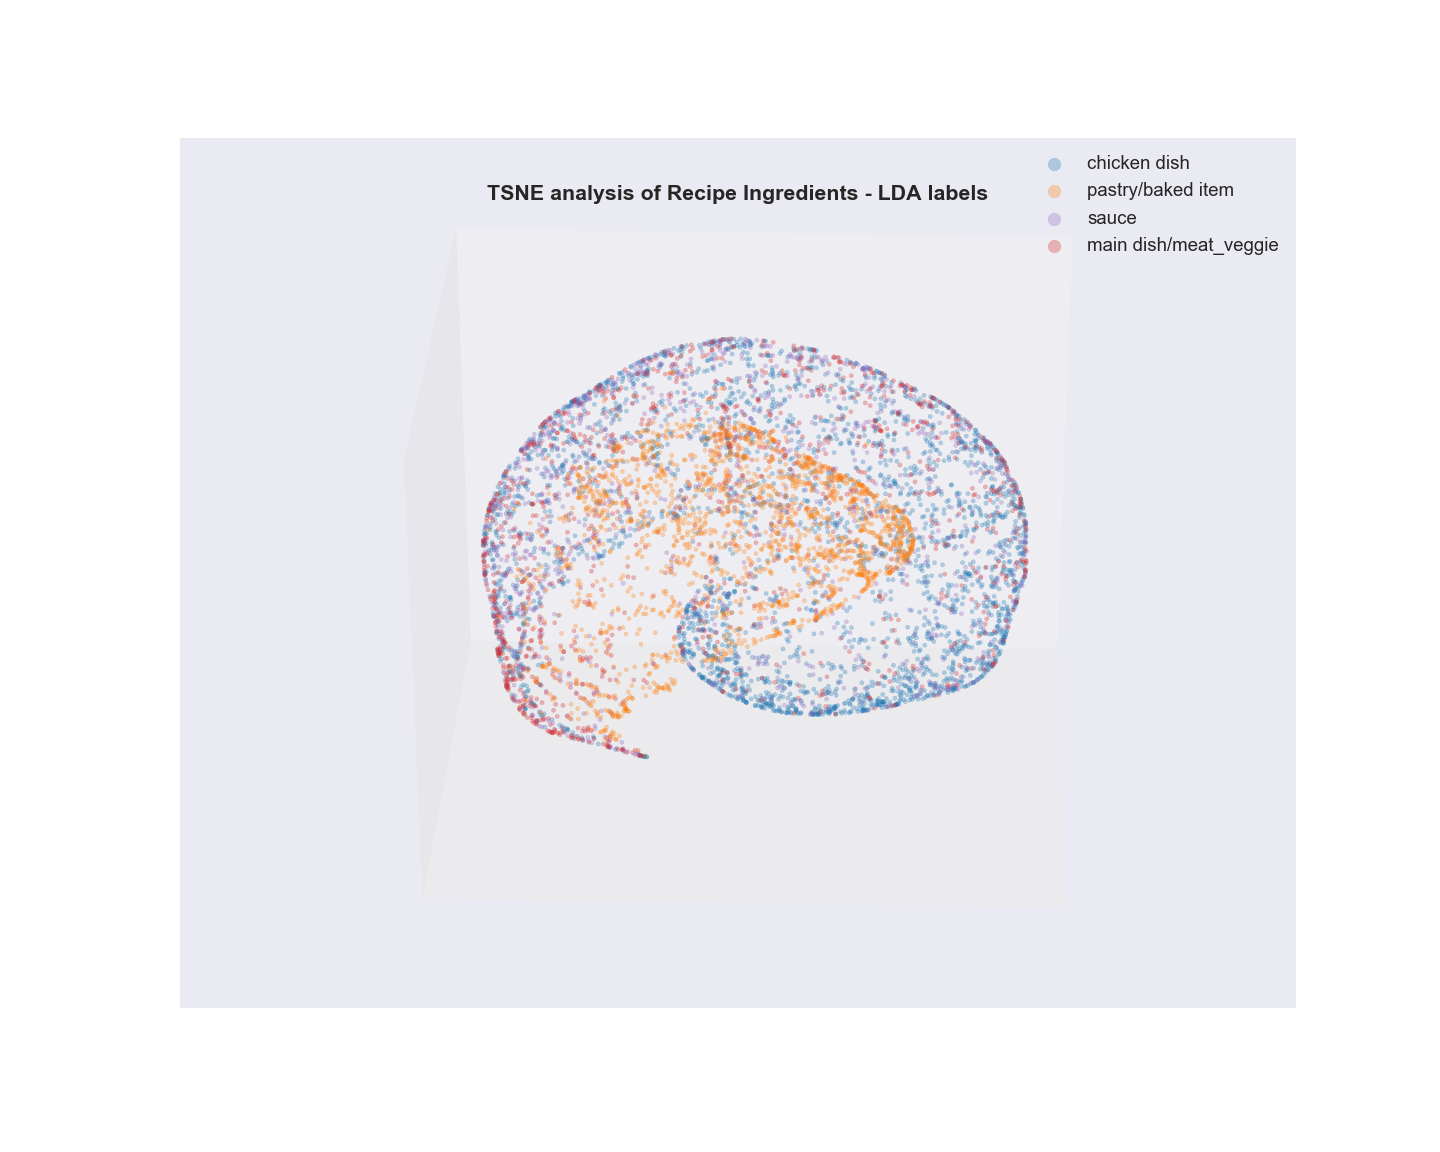 TSNE analysis of Recipe Ingredients - LDA labels
chicken dish
pastry/baked item
sauce
main dish/meat_veggie